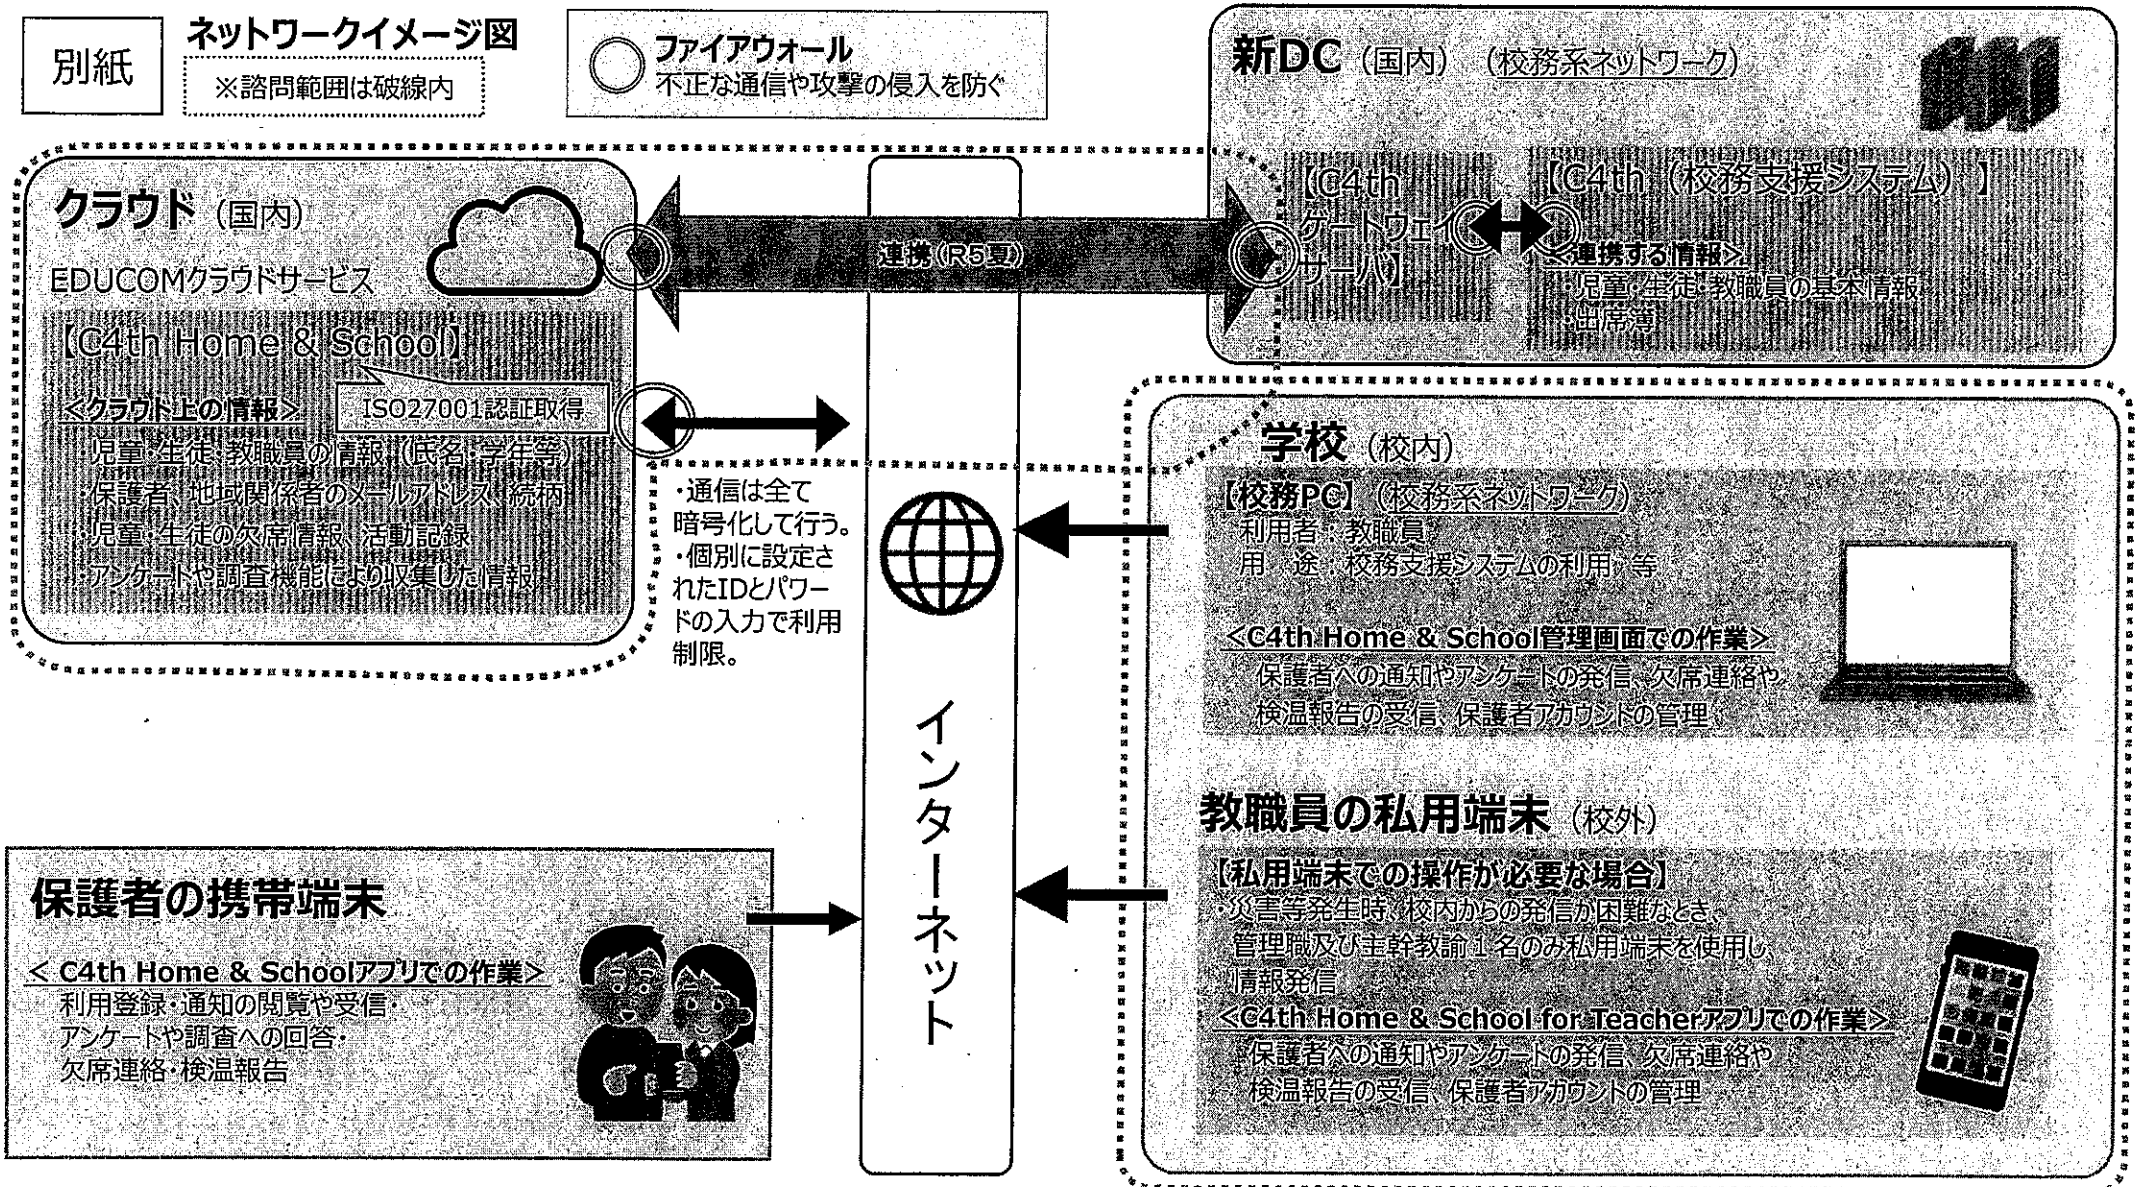 別紙
ネットワークイメージ図
※諮問範囲は破線内
ファイアウォール
不正な通信や攻撃の侵入を防ぐ
新DC（国内）（校務系ネットワーク）
【C4th
ゲートウェイ
サーバ】
【C4th（校務支援システム）】
<連携する情報>
・児童・生徒・教職員の基本情報
・出席簿
クラウド（国内）
EDUCOMクラウドサービス
【C4th Home & School】
ISO27001認証取得
<クラウト上の情報>
・児童・生徒・教職員の情報（氏名・学年等）
・保護者、地域関係者のメールアドレス、続柄
・児童・生徒の欠席情報、活動記録
・アンケートや調査機能により収集した情報
連携（R5夏）
・通信は全て
暗号化して行う。
・個別に設定さ
れたIDとパワー
ドの入力で利用
制限。
インターネット
学校（校内）
【校務PC】（校務系ネットワーク）
利用者：教職員
用　途：校務支援システムの利用、等
<C4th Home & School管理画面での作業>
保護者への通知やアンケートの発信、欠席連絡や
検温報告の受信、保護者アカウントの管理
教職員の私用端末（校外）
【私用端末での操作が必要な場合】
・災害等発生時、校内からの発信が困難なとき、
管理職及び主幹教諭１名のみ私用端末を使用し
情報発信
<C4th Home & School for Teacherアプリでの作業>
保護者への通知やアンケートの発信、欠席連絡や
検温報告の受信、保護者アカウントの管理
保護者の携帯端末
< C4th Home & Schoolアプリでの作業>
利用登録・通知の閲覧や受信・
アンケートや調査への回答・
欠席連絡・検温報告